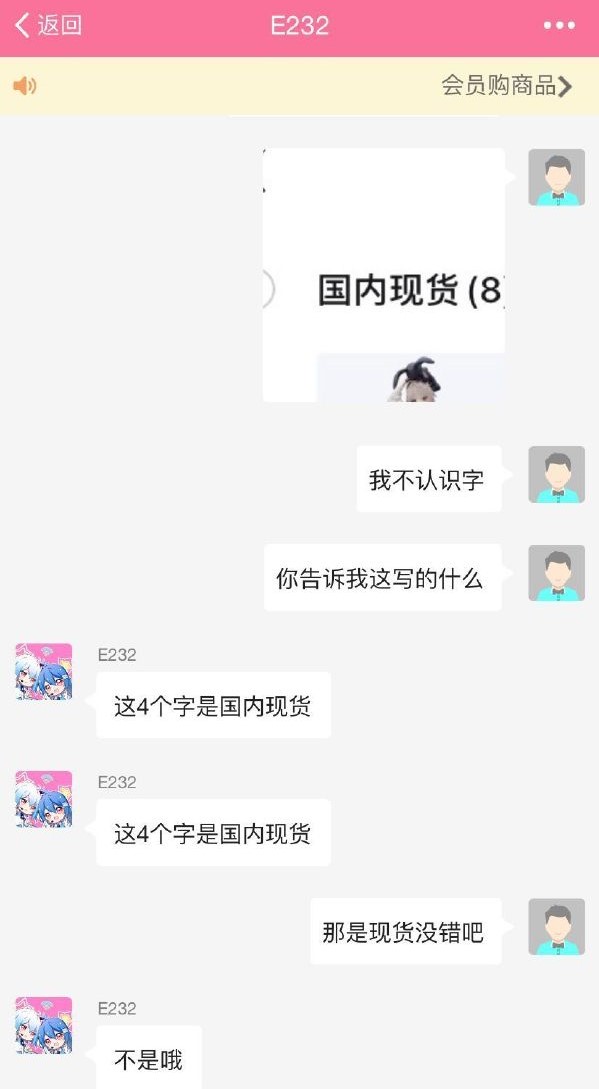 返回
E232
会员购商品
国内现货 (8)
我不认识字
你告诉我这写的什么
E232
这4个字是国内现货
E232
这4个字是国内现货
那是现货没错吧
E232
不是哦